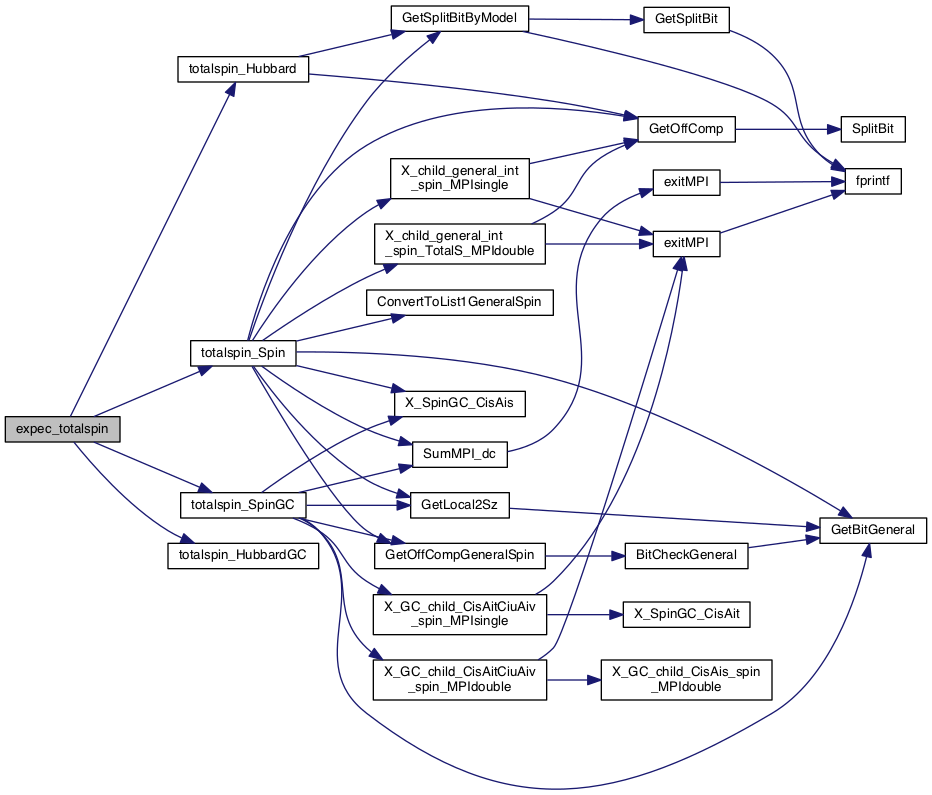 GetSplitBitByModel
GetSplitBit
totalspin_Hubbard
GetOffComp
SplitBit
X_child_general_int
_spin_MPIsingle
exitMPI
fprintf
X_child_general_int
_spin_TotalS_MPIdouble
exitMPI
ConvertToList1GeneralSpin
totalspin_Spin
X_SpinGC_CisAis
expec_totalspin
SumMPI_dc
totalspin_SpinGC
GetLocal2Sz
GetBitGeneral
totalspin_HubbardGC
GetOffCompGeneralSpin
BitCheckGeneral
X_GC_child_CisAitCiuAiv
_spin_MPIsingle
X_SpinGC_CisAit
X_GC_child_CisAitCiuAiv
_spin_MPIdouble
X_GC_child_CisAis_spin
_MPIdouble